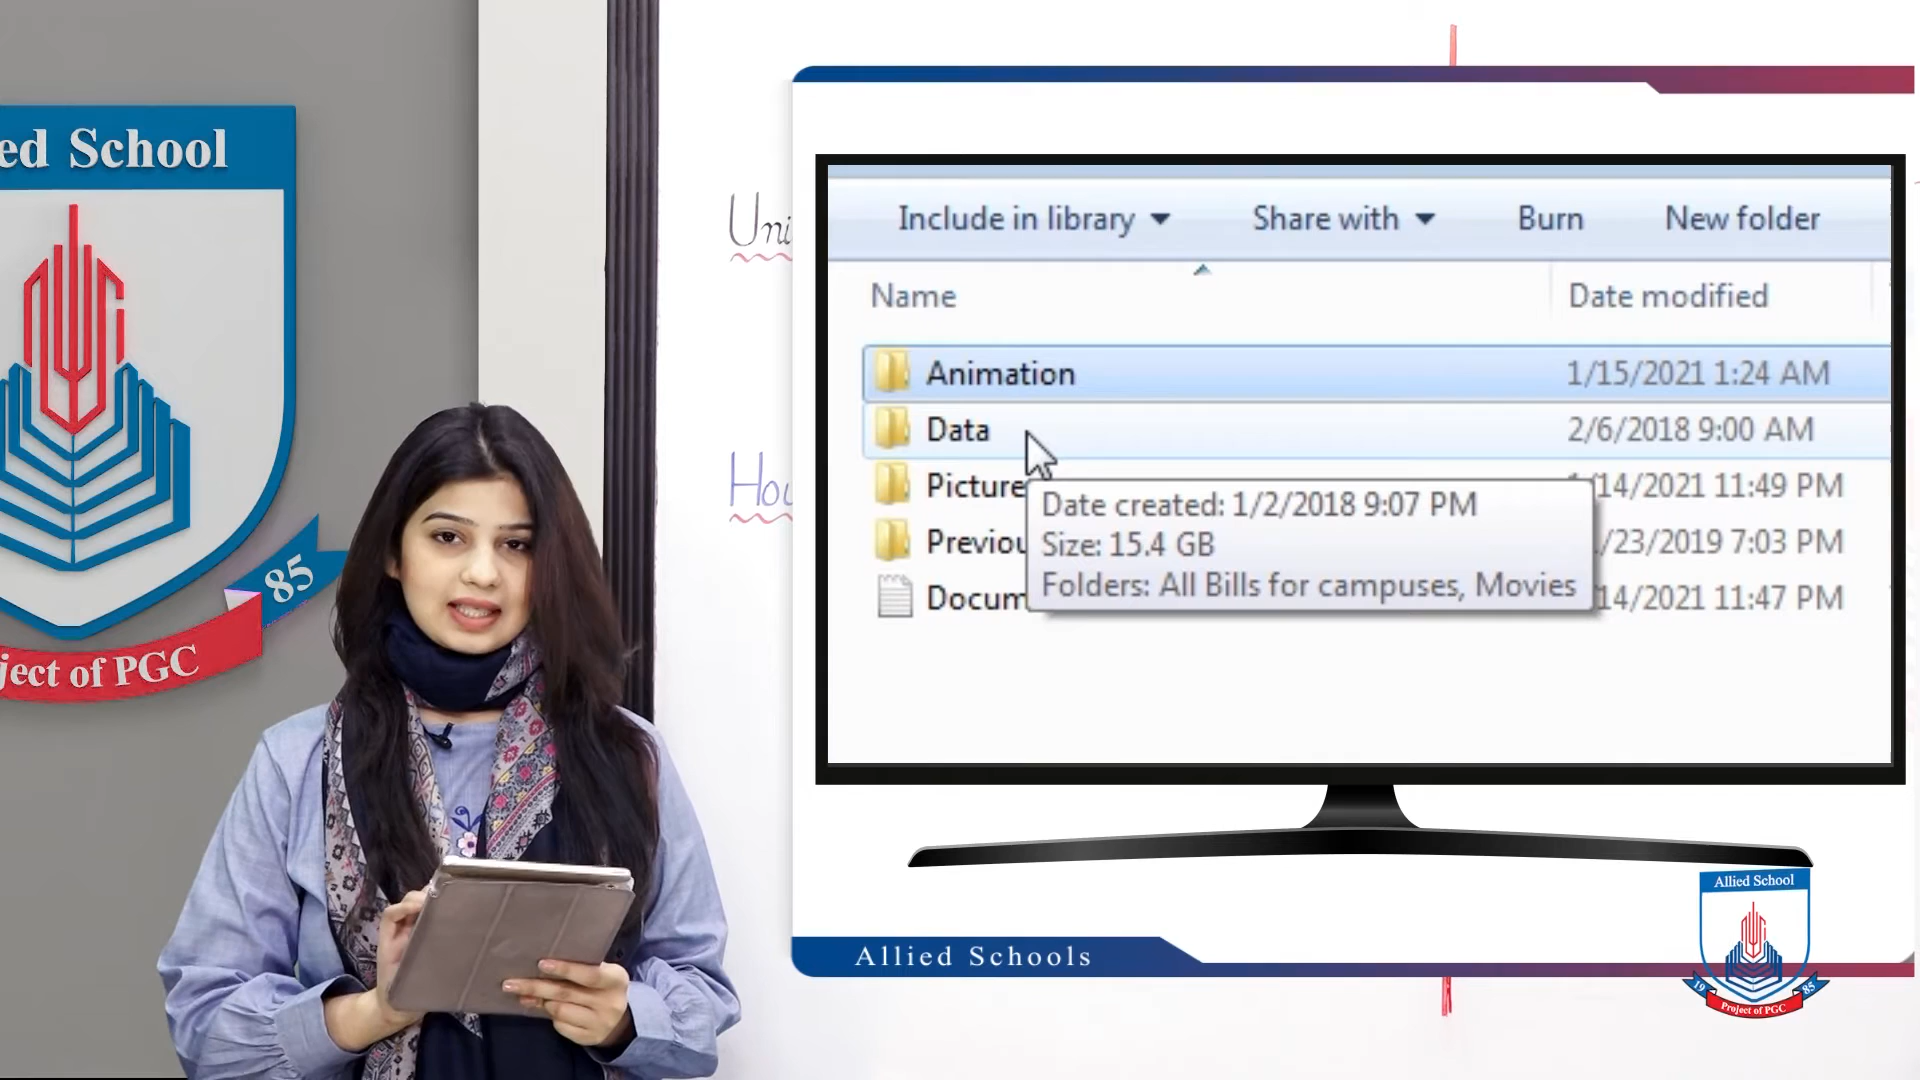 ed School
85
ject of PGC
Uni
Hou
Include in library Share with Burn New folder
Name Date modified
Animation 1/15/2021 1:24 AM
Data 2/6/2018 9:00 AM
Picture 14/2021 11:49 PM
Previou /23/2019 7:03 PM
Docum 14/2021 11:47 PM
Date created: 1/2/2018 9:07 PM
Size: 15.4 GB
Folders: All Bills for campuses, Movies
Allied Schools
Allied School
19 85
Project of PGC